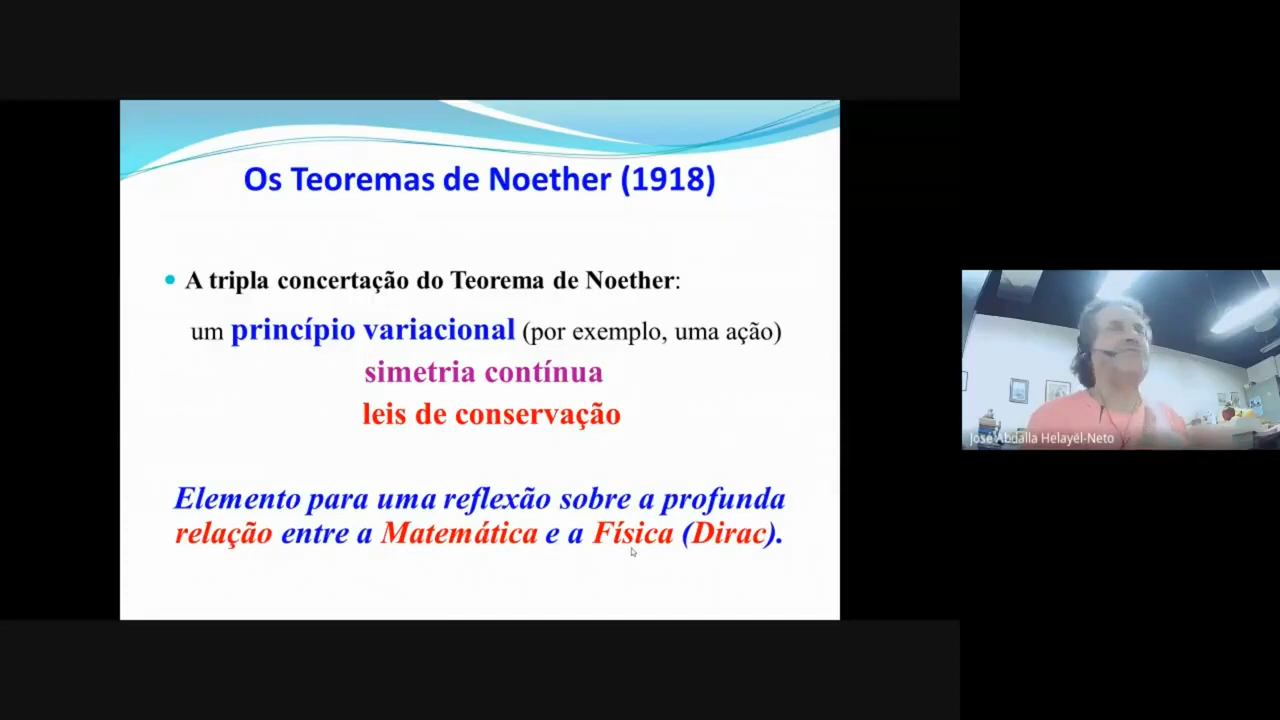 Os Teoremas de Noether (1918)
• A tripla concertação do Teorema de Noether:
um princípio variacional (por exemplo, uma ação)
simetria contínua
leis de conservação
Elemento para uma reflexão sobre a profunda
relação entre a Matemática e a Física (Dirac).
José Abdalla Helayël-Neto